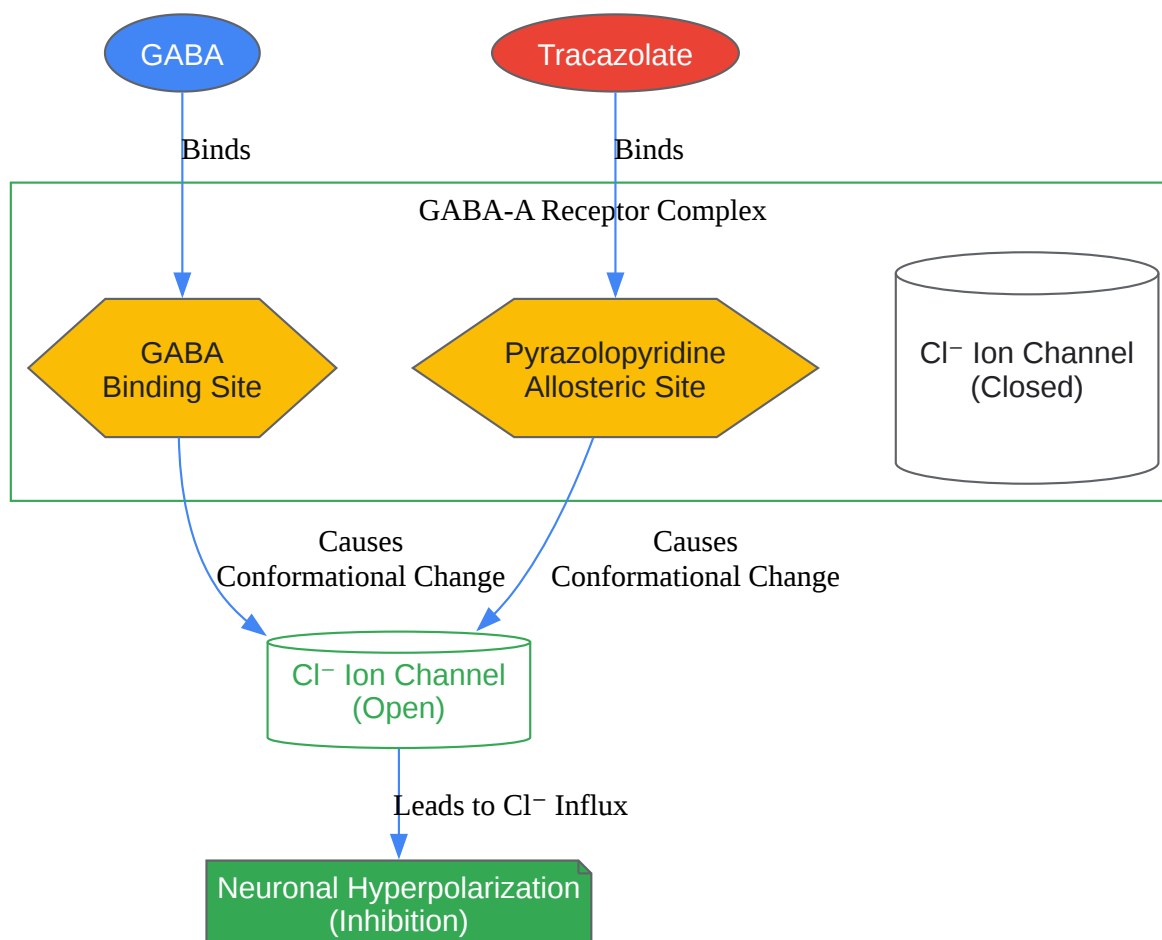 GABA
Tracazolate
Binds
Binds
GABA-A Receptor Complex
GABA
Binding Site
Pyrazolopyridine
Allosteric Site
Cl⁻ Ion Channel
(Closed)
Causes
Conformational Change
Causes
Conformational Change
Cl⁻ Ion Channel
(Open)
Leads to Cl⁻ Influx
Neuronal Hyperpolarization
(Inhibition)